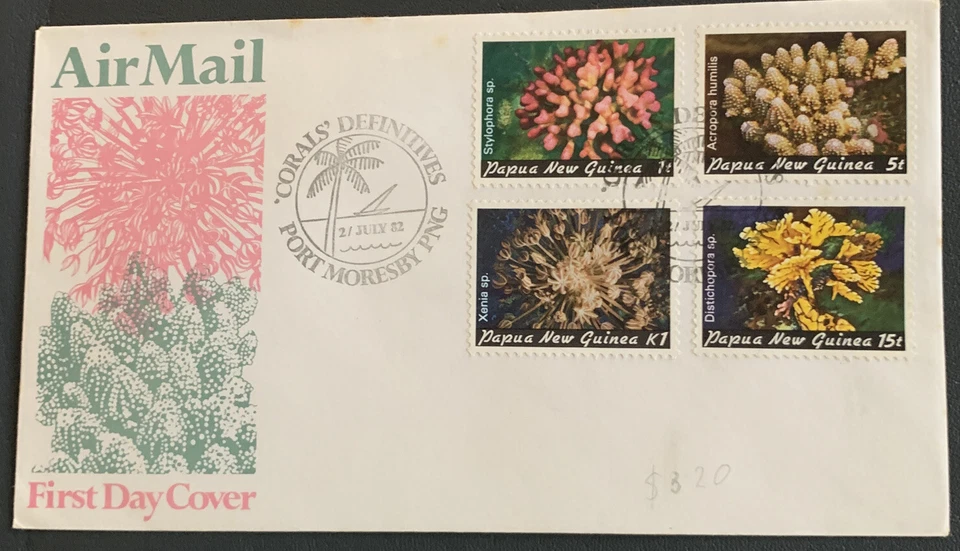 Air Mail
'CORALS' DEFINITIVES
21 JULY 82
PORT MORESBY PNG
Stylophora sp.
Papua New Guinea 1t
Acropora humilis
Papua New Guinea 5t
Xenia sp.
Papua New Guinea K1
Distichopora sp.
Papua New Guinea 15t
$3.20
First Day Cover